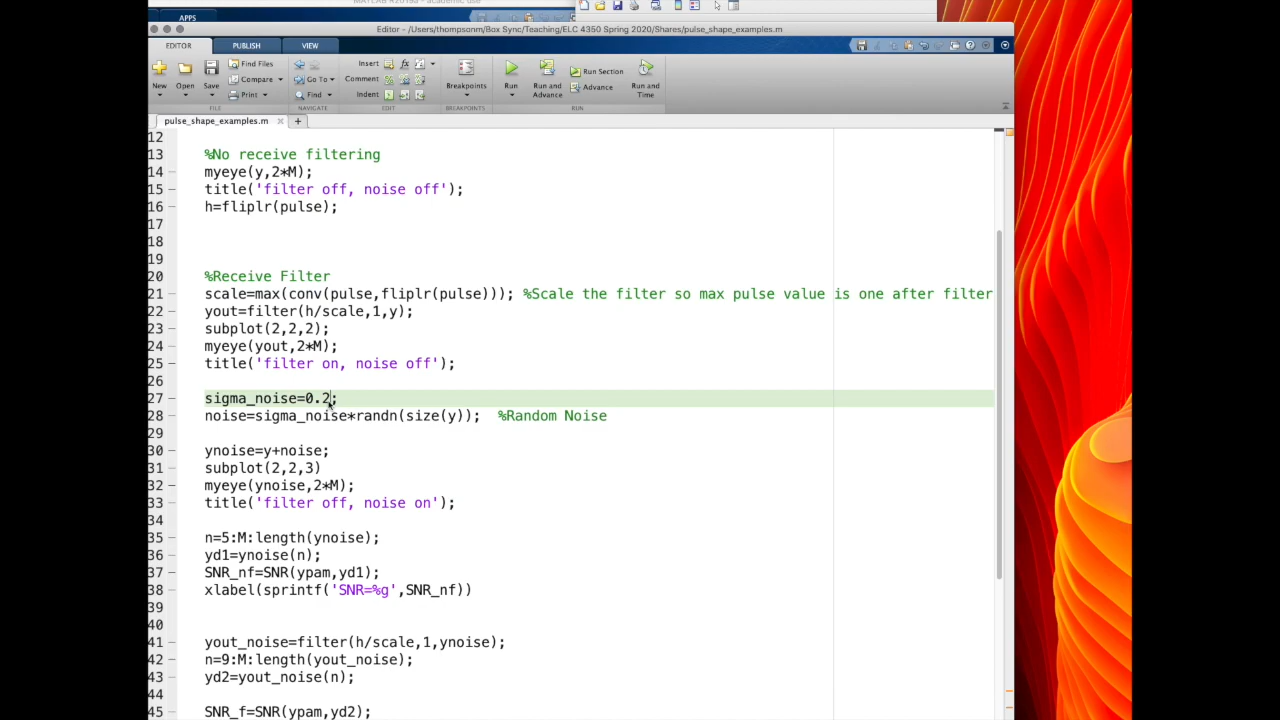 MATLAB R2019a - academic use
APPS
Editor - /Users/thompsonm/Box Sync/Teaching/ELC 4350 Spring 2020/Shares/pulse_shape_examples.m
EDITOR PUBLISH VIEW
New Open Save Find Files Compare Print Go To Find Insert Comment Indent Breakpoints Run Run and Advance Run Section Advance Run and Time
FILE NAVIGATE EDIT BREAKPOINTS RUN
pulse_shape_examples.m
12
13 %No receive filtering
14 myeye(y,2*M);
15 title('filter off, noise off');
16 h=fliplr(pulse);
17
18
19
20 %Receive Filter
21 scale=max(conv(pulse,fliplr(pulse))); %Scale the filter so max pulse value is one after filter
22 yout=filter(h/scale,1,y);
23 subplot(2,2,2);
24 myeye(yout,2*M);
25 title('filter on, noise off');
26
27 sigma_noise=0.2;
28 noise=sigma_noise*randn(size(y)); %Random Noise
29
30 ynoise=y+noise;
31 subplot(2,2,3)
32 myeye(ynoise,2*M);
33 title('filter off, noise on');
34
35 n=5:M:length(ynoise);
36 yd1=ynoise(n);
37 SNR_nf=SNR(ypam,yd1);
38 xlabel(sprintf('SNR=%g',SNR_nf))
39
40
41 yout_noise=filter(h/scale,1,ynoise);
42 n=9:M:length(yout_noise);
43 yd2=yout_noise(n);
44
45 SNR_f=SNR(ypam,yd2);